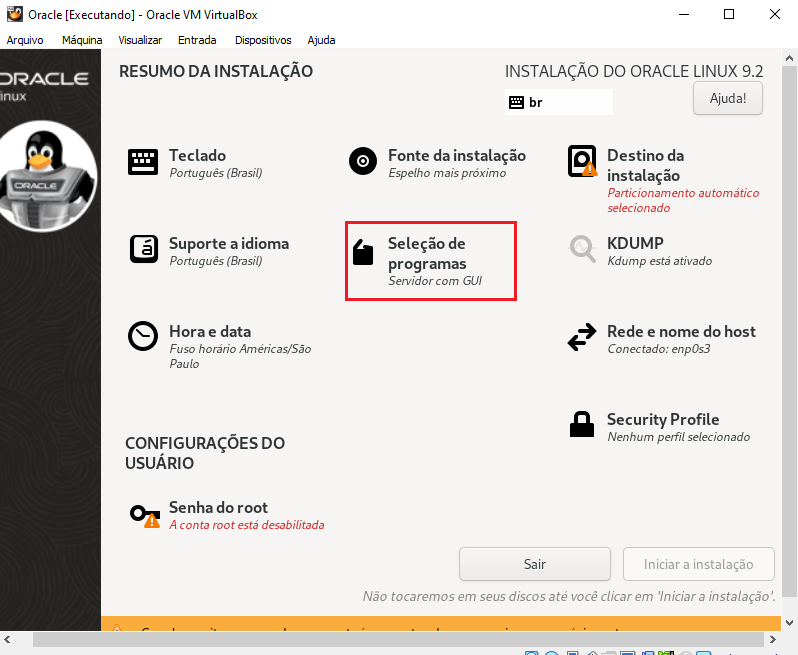 Oracle [Executando] - Oracle VM VirtualBox
Arquivo Máquina Visualizar Entrada Dispositivos Ajuda
ORACLE
inux
ORACLE
RESUMO DA INSTALAÇÃO
INSTALAÇÃO DO ORACLE LINUX 9.2
br
Ajuda!
Teclado
Português (Brasil)
Fonte da instalação
Espelho mais próximo
Destino da
instalação
Particionamento automático
selecionado
Suporte a idioma
Português (Brasil)
Seleção de
programas
Servidor com GUI
KDUMP
Kdump está ativado
Hora e data
Fuso horário Américas/São
Paulo
Rede e nome do host
Conectado: enp0s3
Security Profile
Nenhum perfil selecionado
CONFIGURAÇÕES DO
USUÁRIO
Senha do root
A conta root está desabilitada
Sair
Iniciar a instalação
Não tocaremos em seus discos até você clicar em 'Iniciar a instalação'.